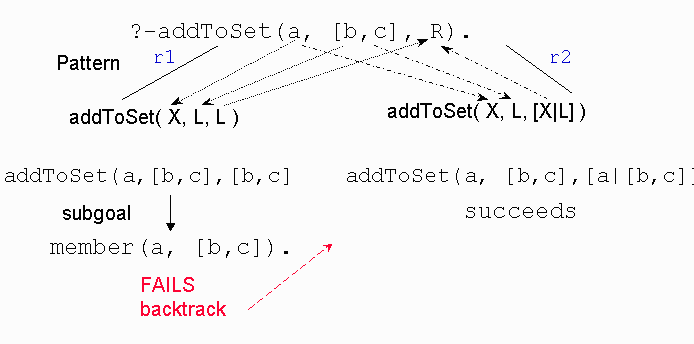 ?-addToSet(a, [b,c], R).
Pattern r1 r2
addToSet( X, L, L )
addToSet( X, L, [X|L] )
addToSet(a,[b,c],[b,c]
addToSet(a, [b,c],[a|[b,c]]
subgoal
succeeds
member(a, [b,c]).
FAILS
backtrack